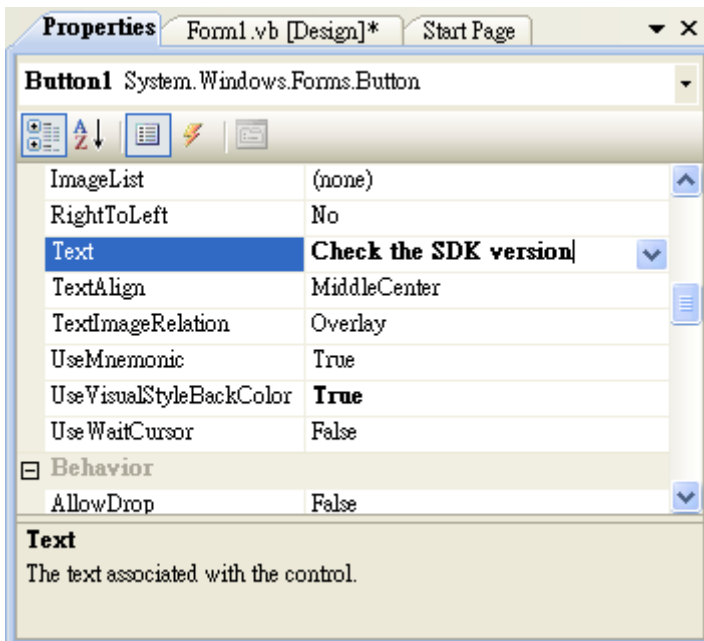 Properties Form1.vb [Design]* Start Page
Button1 System.Windows.Forms.Button
A Z
ImageList (none)
RightToLeft No
Text Check the SDK version
TextAlign MiddleCenter
TextImageRelation Overlay
UseMnemonic True
UseVisualStyleBackColor True
UseWaitCursor False
Behavior
AllowDrop False
Text
The text associated with the control.